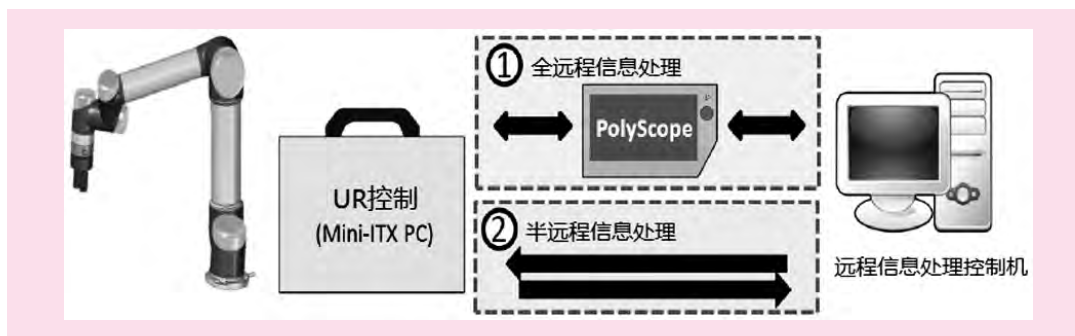 ① 全远程信息处理
PolyScope
UR控制
(Mini-ITX PC)
② 半远程信息处理
远程信息处理控制机